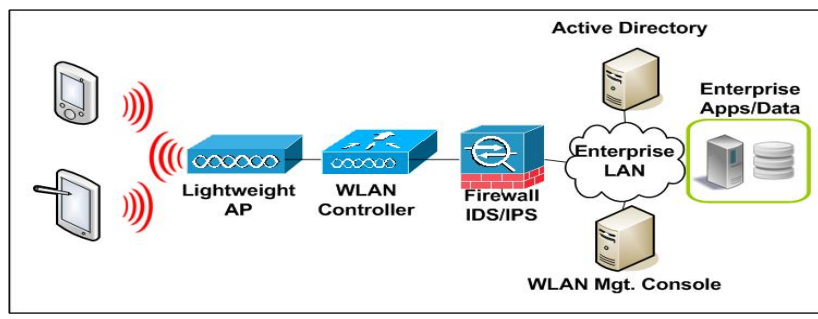 Active Directory
Enterprise
Apps/Data
Enterprise
LAN
Lightweight
AP
WLAN
Controller
Firewall
IDS/IPS
WLAN Mgt. Console